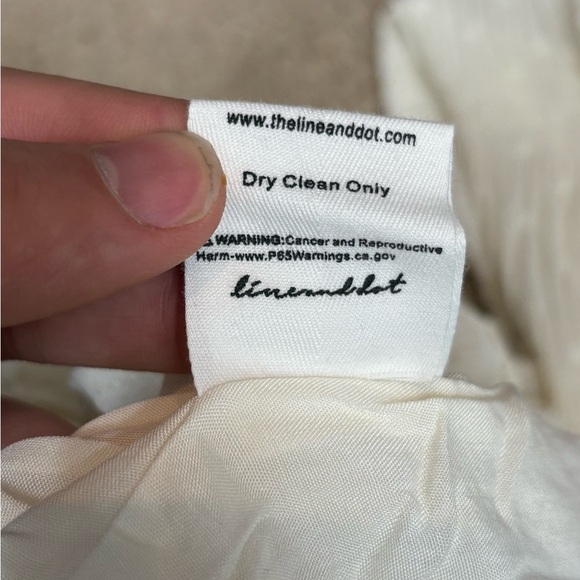 www.thelineanddot.com
Dry Clean Only
⚠ WARNING:Cancer and Reproductive
Harm-www.P65Warnings.ca.gov
lineanddot